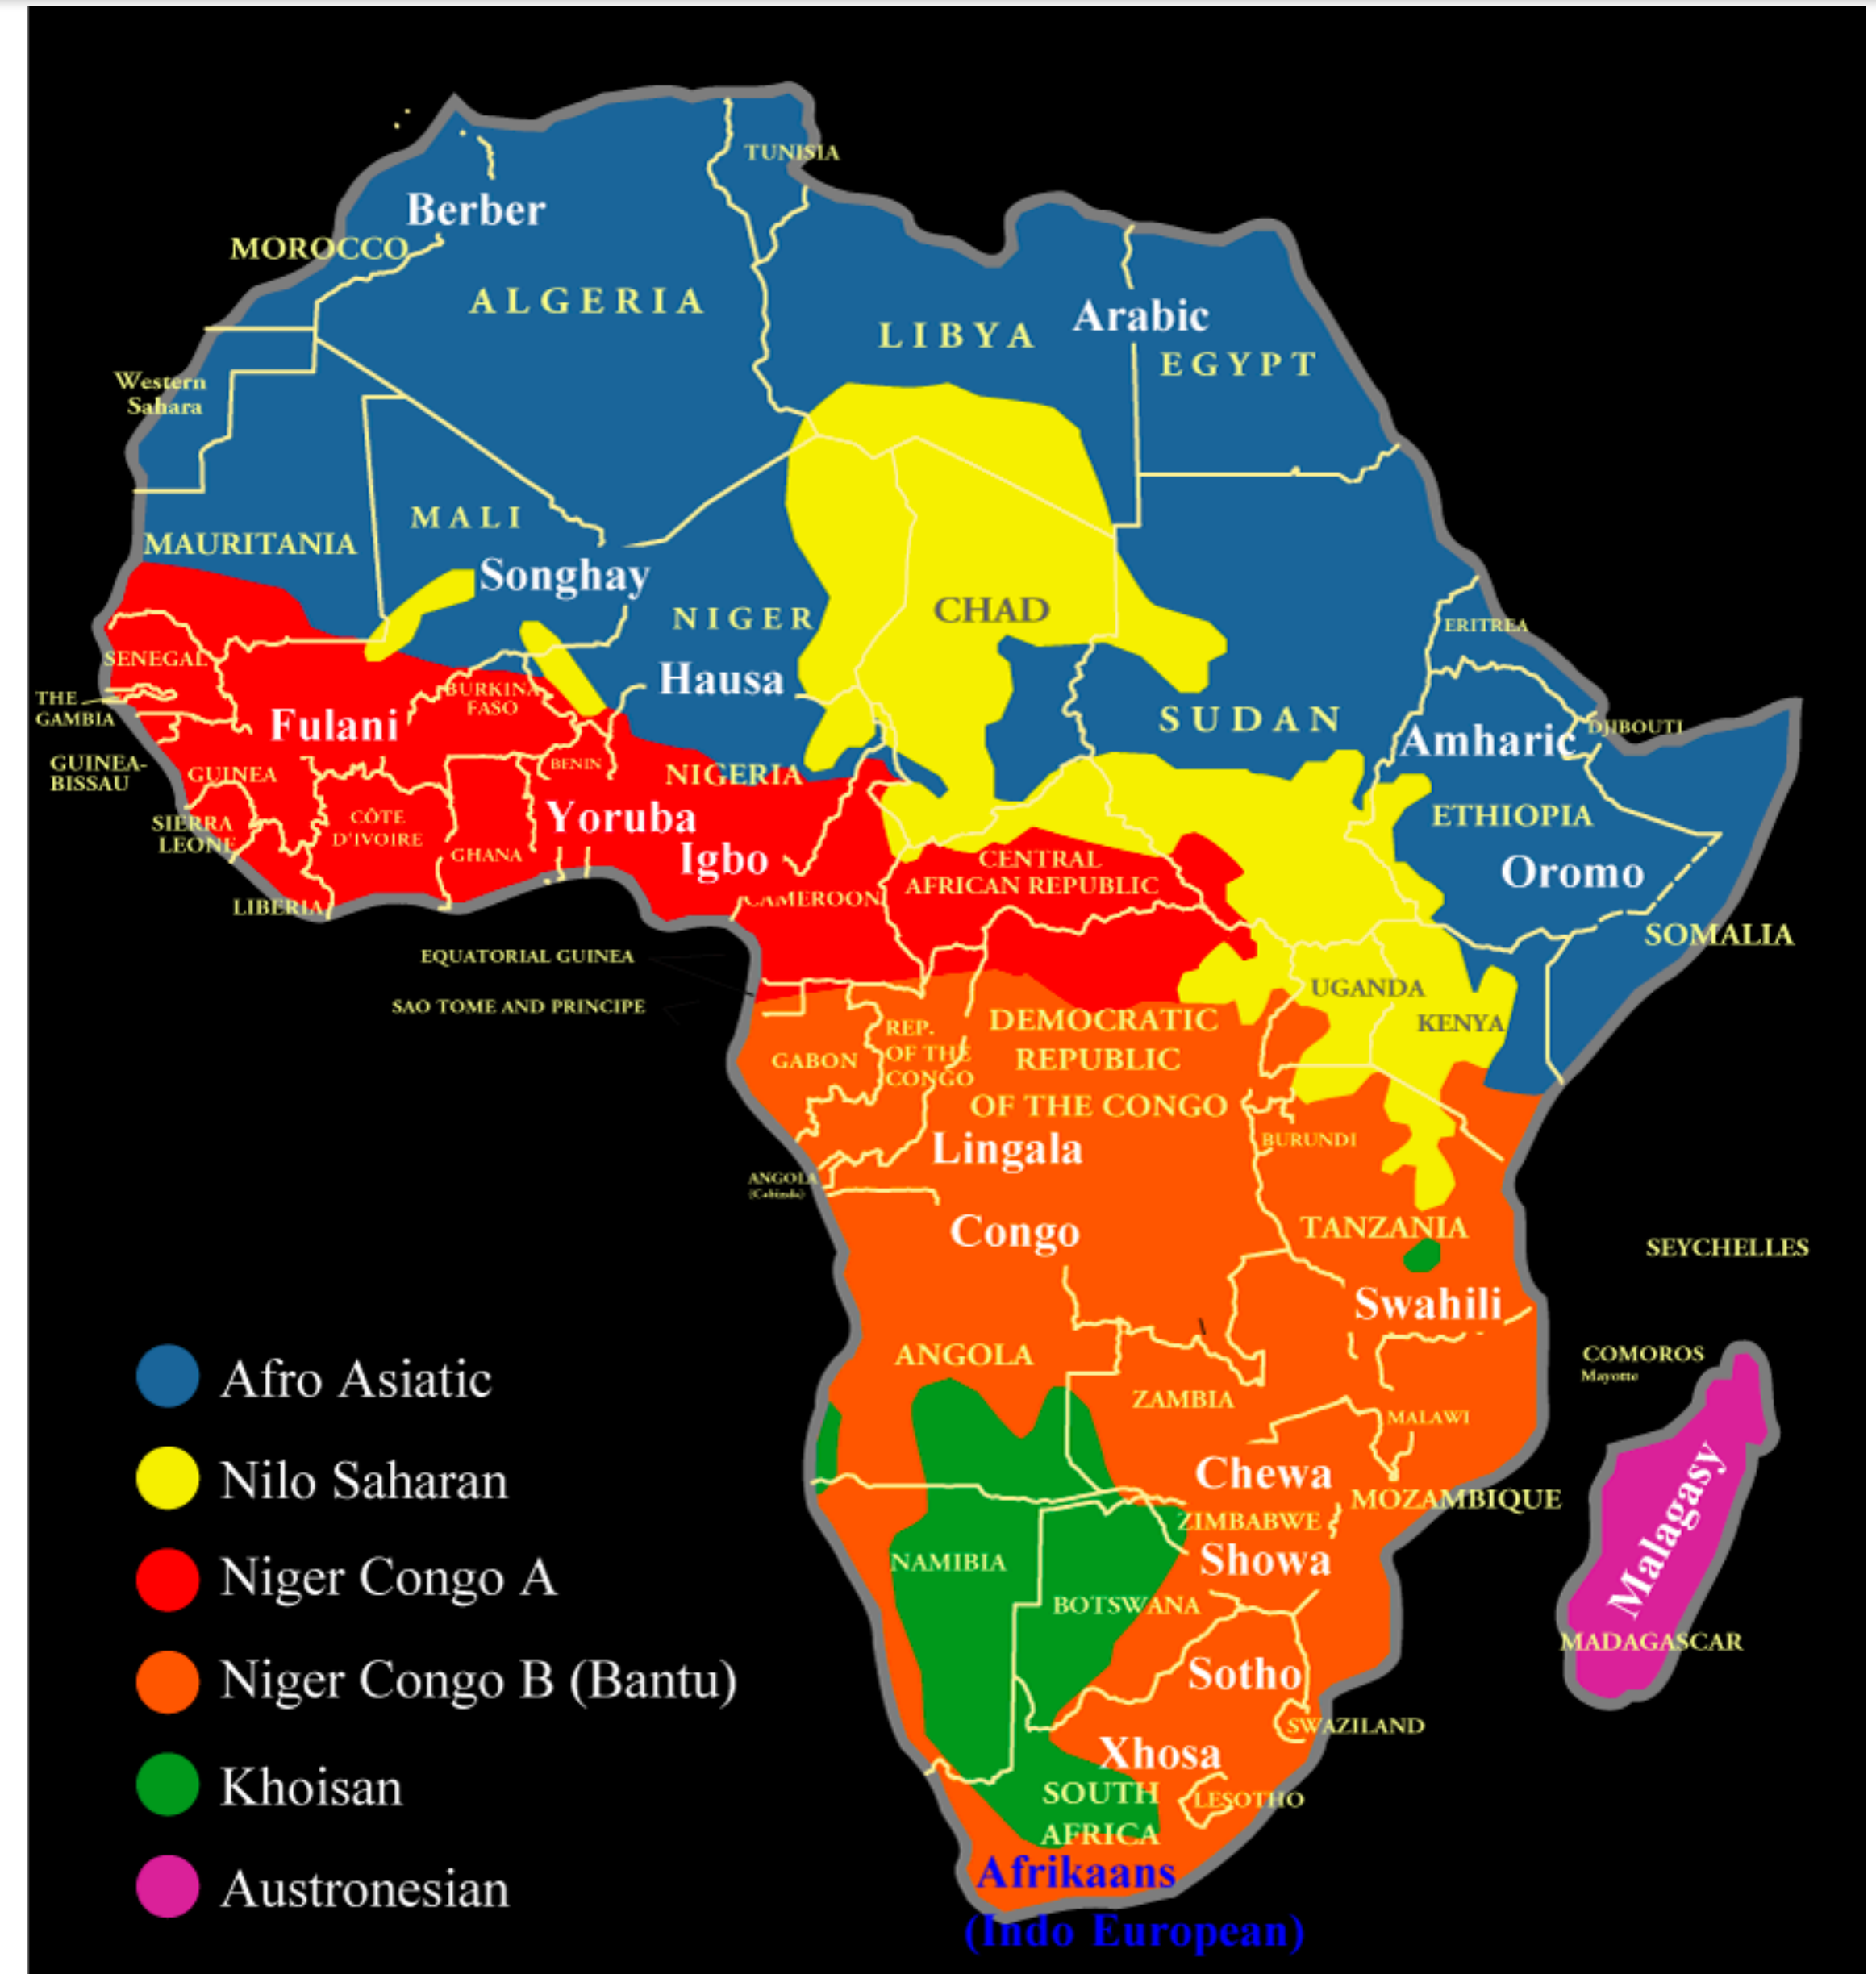 TUNISIA
Berber
MOROCCO
ALGERIA
Arabic
LIBYA
EGYPT
Western
Sahara
MALI
MAURITANIA
Songhay
NIGER
CHAD
ERITREA
SENEGAL
Hausa
THE
GAMBIA
BURKINA
FASO
Fulani
SUDAN
Amharic
DJIBOUTI
GUINEA-
BISSAU
GUINEA
BENIN
NIGERIA
SIERRA
LEONE
CÔTE
D'IVOIRE
Yoruba
ETHIOPIA
GHANA
Igbo
CENTRAL
AFRICAN REPUBLIC
Oromo
LIBERIA
CAMEROON
SOMALIA
EQUATORIAL GUINEA
UGANDA
SAO TOME AND PRINCIPE
KENYA
REP.
OF THE
CONGO
GABON
DEMOCRATIC
REPUBLIC
OF THE CONGO
BURUNDI
Lingala
ANGOLA
(Cabinda)
Congo
TANZANIA
SEYCHELLES
Swahili
ANGOLA
COMOROS
Mayotte
ZAMBIA
MALAWI
Chewa
MOZAMBIQUE
ZIMBABWE
Showa
NAMIBIA
BOTSWANA
Malagasy
MADAGASCAR
Sotho
SWAZILAND
Xhosa
SOUTH
AFRICA
LESOTHO
Afrikaans
(Indo European)
Afro Asiatic
Nilo Saharan
Niger Congo A
Niger Congo B (Bantu)
Khoisan
Austronesian